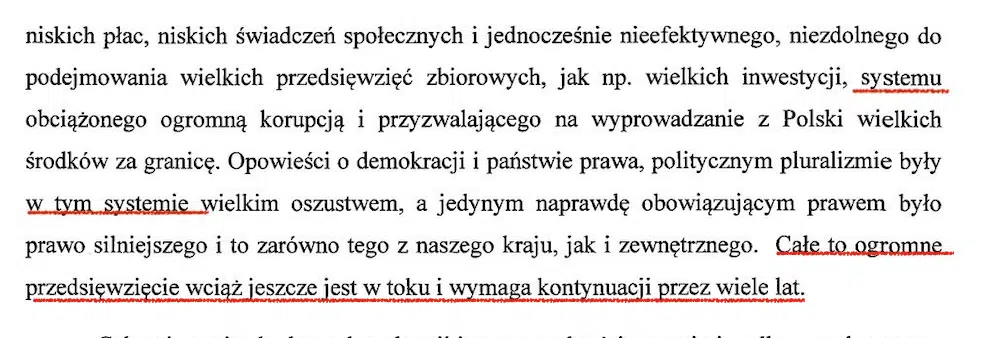 niskich płac, niskich świadczeń społecznych i jednocześnie nieefektywnego, niezdolnego do
podejmowania wielkich przedsięwzięć zbiorowych, jak np. wielkich inwestycji, systemu
obciążonego ogromną korupcją i przyzwalającego na wyprowadzanie z Polski wielkich
środków za granicę. Opowieści o demokracji i państwie prawa, politycznym pluralizmie były
w tym systemie wielkim oszustwem, a jedynym naprawdę obowiązującym prawem było
prawo silniejszego i to zarówno tego z naszego kraju, jak i zewnętrznego. Całe to ogromne
przedsięwzięcie wciąż jeszcze jest w toku i wymaga kontynuacji przez wiele lat.